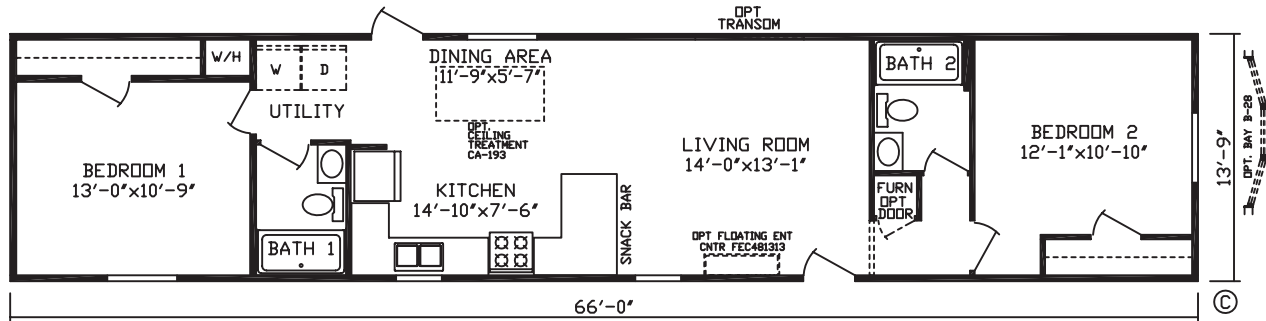 OPT
TRANSOM
W/H
W
D
DINING AREA
11'-9"x5'-7"
BATH 2
UTILITY
OPT.
CEILING
TREATMENT
CA-193
BEDROOM 1
13'-0"x10'-9"
LIVING ROOM
14'-0"x13'-1"
BEDROOM 2
12'-1"x10'-10"
13'-9"
OPT. BAY B-28
KITCHEN
14'-10"x7'-6"
SNACK BAR
FURN
OPT
DOOR
BATH 1
OPT FLOATING ENT
CNTR FEC481313
66'-0"
©